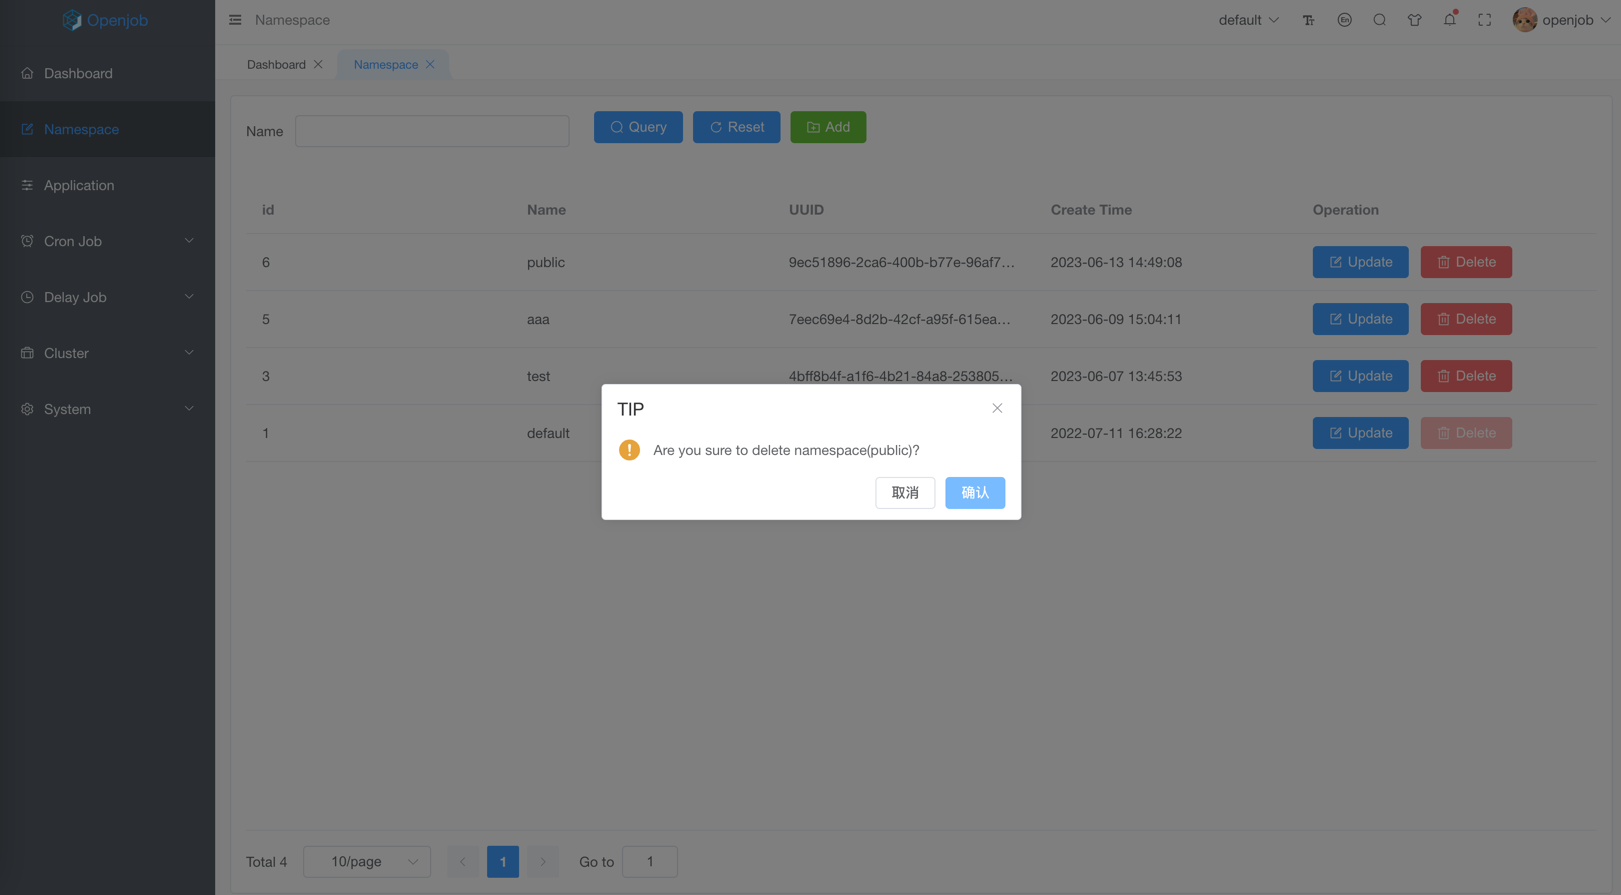 Openjob
Namespace
default
En
openjob
Dashboard
Namespace
Application
Cron Job
Delay Job
Cluster
System
Dashboard
Namespace
Name
Query
Reset
Add
id Name UUID Create Time Operation
6 public 9ec51896-2ca6-400b-b77e-96af7... 2023-06-13 14:49:08 Update Delete
5 aaa 7eec69e4-8d2b-42cf-a95f-615ea... 2023-06-09 15:04:11 Update Delete
3 test 4bff8b4f-a1f6-4b21-84a8-253805... 2023-06-07 13:45:53 Update Delete
1 default 2022-07-11 16:28:22 Update Delete
TIP
Are you sure to delete namespace(public)?
取消
确认
Total 4 10/page 1 Go to 1